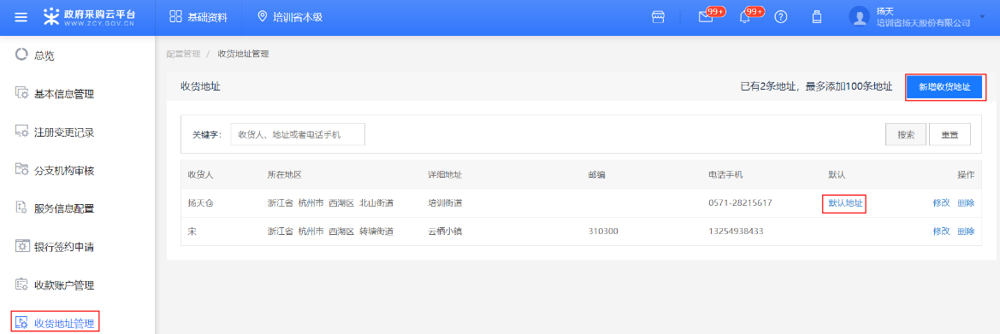 政府采购云平台
WWW.ZCY.GOV.CN
基础资料
培训省本级
99+
99+
扬天
培训省扬天股份有限公司
总览
基本信息管理
注册变更记录
分支机构审核
服务信息配置
银行签约申请
收款账户管理
收货地址管理
配置管理 / 收货地址管理
收货地址
已有2条地址，最多添加100条地址
新增收货地址
关键字：
收货人、地址或者电话手机
搜索
重置
收货人 所在地区 详细地址 邮编 电话手机 默认 操作
扬天仓 浙江省 杭州市 西湖区 北山街道 培训街道 0571-28215617 默认地址 修改 删除
宋 浙江省 杭州市 西湖区 转塘街道 云栖小镇 310300 13254938433 修改 删除